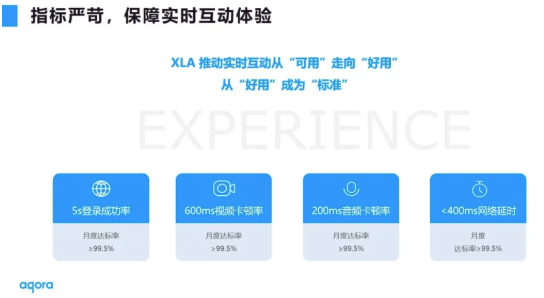 指标严苛，保障实时互动体验
XLA 推动实时互动从“可用”走向“好用”
从“好用”成为“标准”
EXPERIENCE
5s登录成功率
月度达标率
≥99.5%
600ms视频卡顿率
月度达标率
≥99.5%
200ms音频卡顿率
月度达标率
≥99.5%
<400ms网络延时
月度
达标率≥99.5%
agora